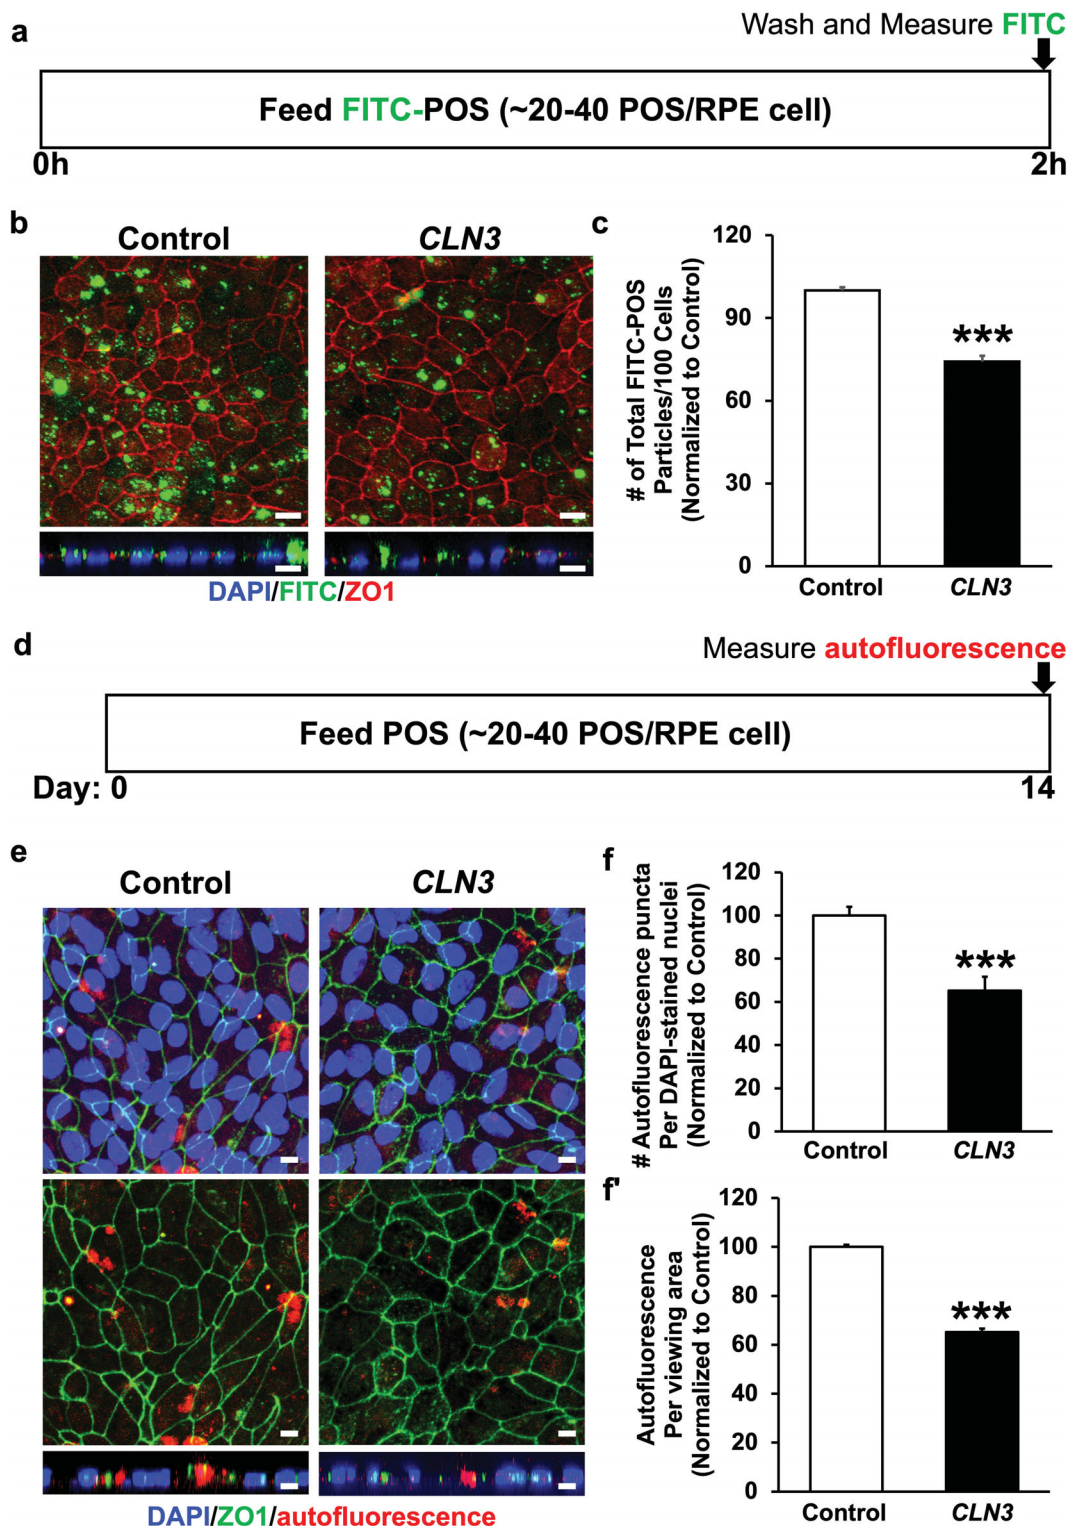 a
Wash and Measure FITC
Feed FITC-POS (~20-40 POS/RPE cell)
0h
2h
b
Control
CLN3
DAPI/FITC/ZO1
c
# of Total FITC-POS
Particles/100 Cells
(Normalized to Control)
120
90
60
30
0
***
Control
CLN3
d
Measure autofluorescence
Feed POS (~20-40 POS/RPE cell)
Day: 0
14
e
Control
CLN3
DAPI/ZO1/autofluorescence
f
# Autofluorescence puncta
Per DAPI-stained nuclei
(Normalized to Control)
120
100
80
60
40
20
0
***
Control
CLN3
f'
Autofluorescence
Per viewing area
(Normalized to Control)
120
100
80
60
40
20
0
***
Control
CLN3